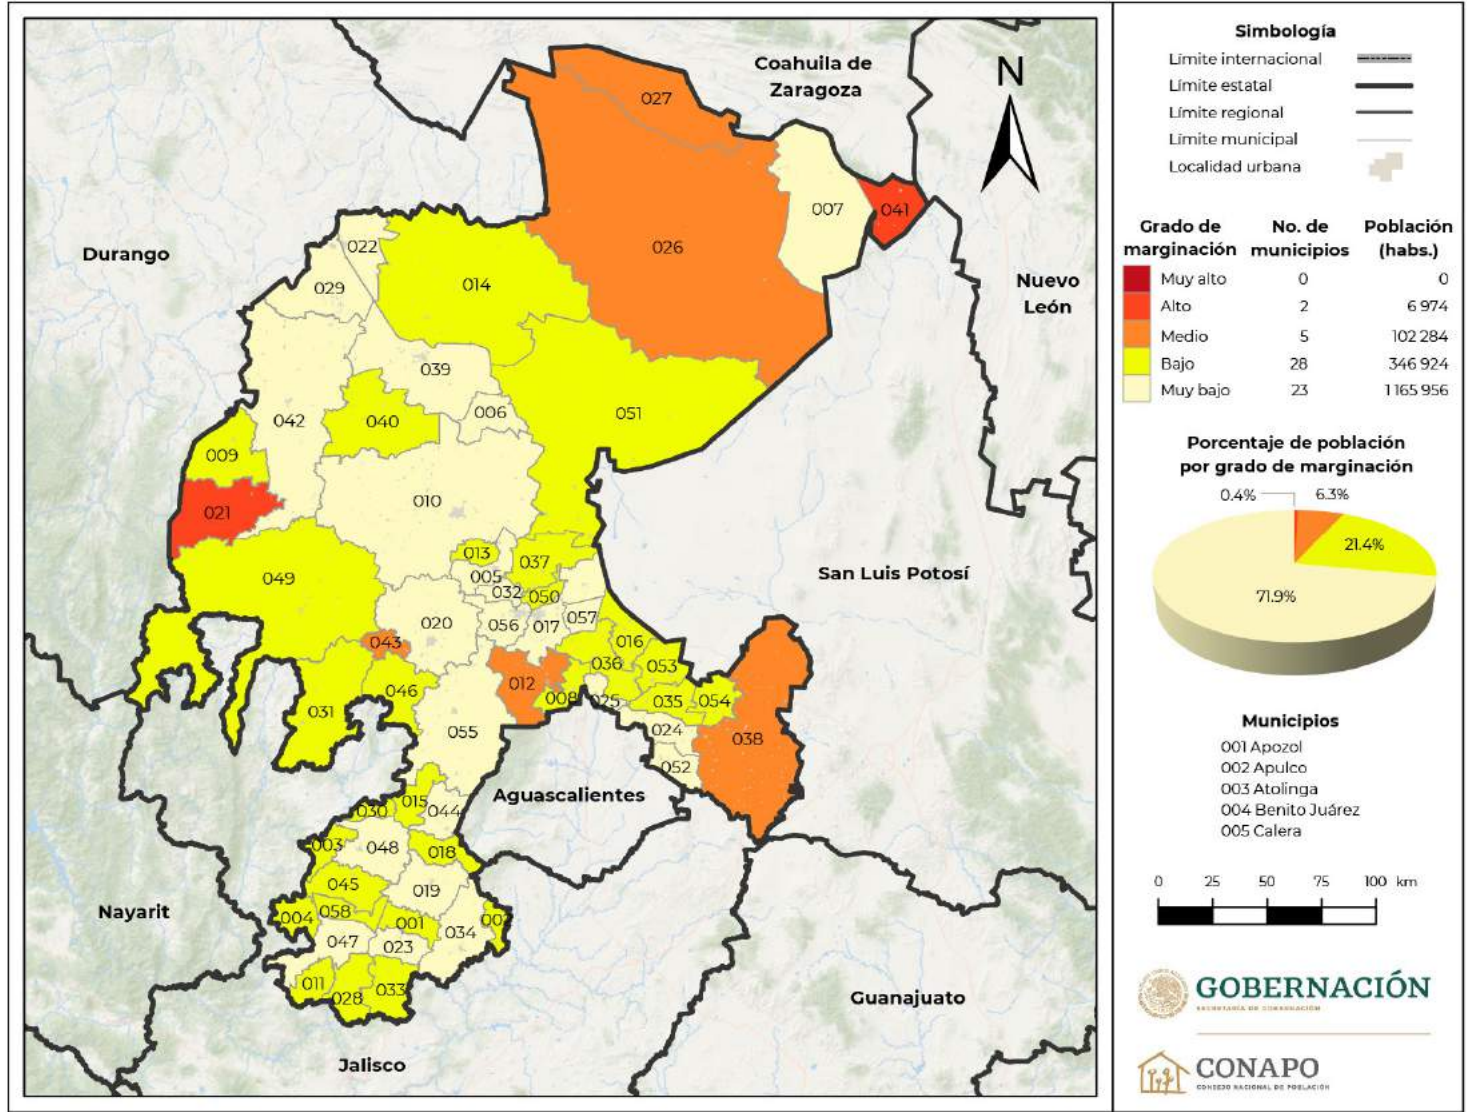 Coahuila de
Zaragoza
N
027
007
041
026
Durango
022
029
014
Nuevo
León
039
006
051
042
040
009
010
021
013
037
San Luis Potosí
049
005
032
050
057
020
056
017
043
016
036
053
012
046
008
025
035
054
031
055
024
038
052
Aguascalientes
015
030
044
003
048
018
045
019
Nayarit
004
058
001
002
034
047
023
011
028
033
Guanajuato
Jalisco
Simbología
Límite internacional
Límite estatal
Límite regional
Límite municipal
Localidad urbana
Grado de marginación No. de municipios Población (habs.)
Muy alto 0 0
Alto 2 6 974
Medio 5 102 284
Bajo 28 346 924
Muy bajo 23 1 165 956
Porcentaje de población
por grado de marginación
0.4% 6.3%
21.4%
71.9%
Municipios
001 Apozol
002 Apulco
003 Atolinga
004 Benito Juárez
005 Calera
0 25 50 75 100 km
GOBERNACIÓN
SECRETARÍA DE GOBERNACIÓN
CONAPO
CONSEJO NACIONAL DE POBLACIÓN